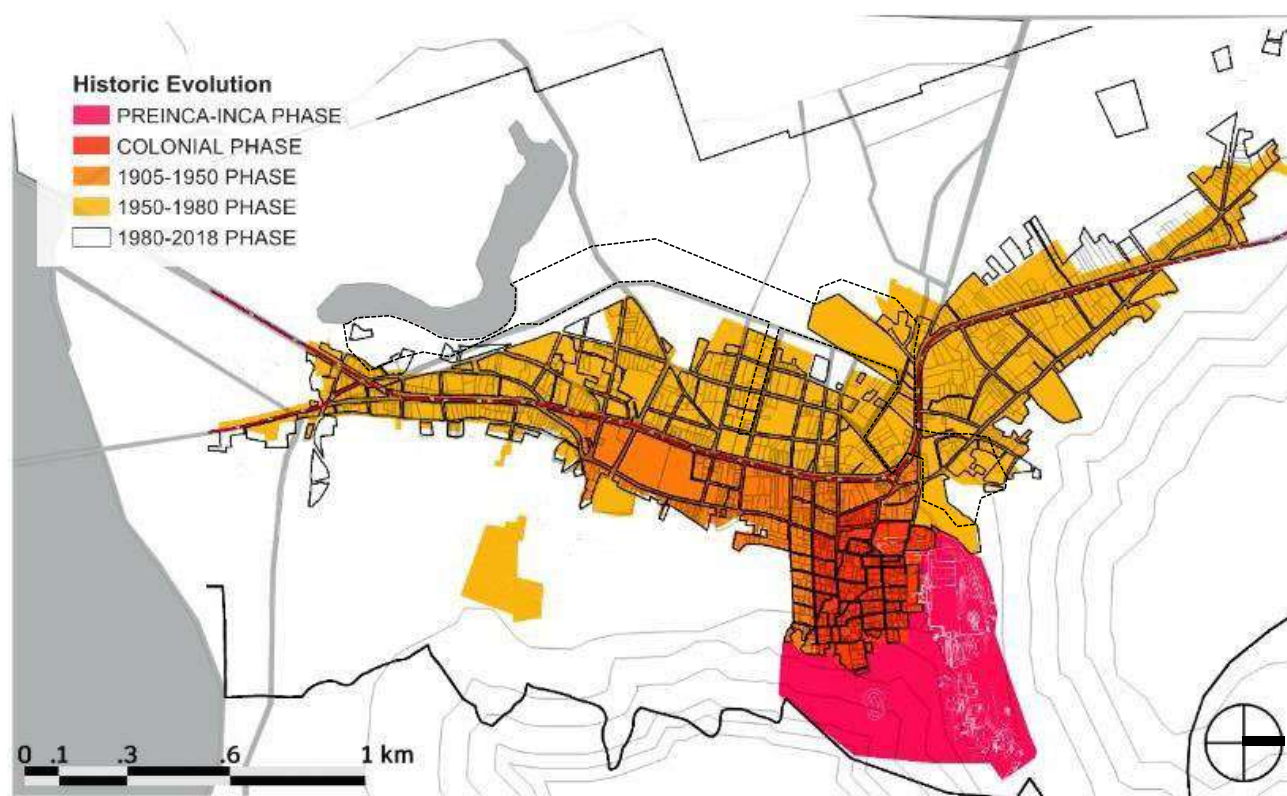 Historic Evolution
PREINCA-INCA PHASE
COLONIAL PHASE
1905-1950 PHASE
1950-1980 PHASE
1980-2018 PHASE
0 .1 .3 .6 1 km